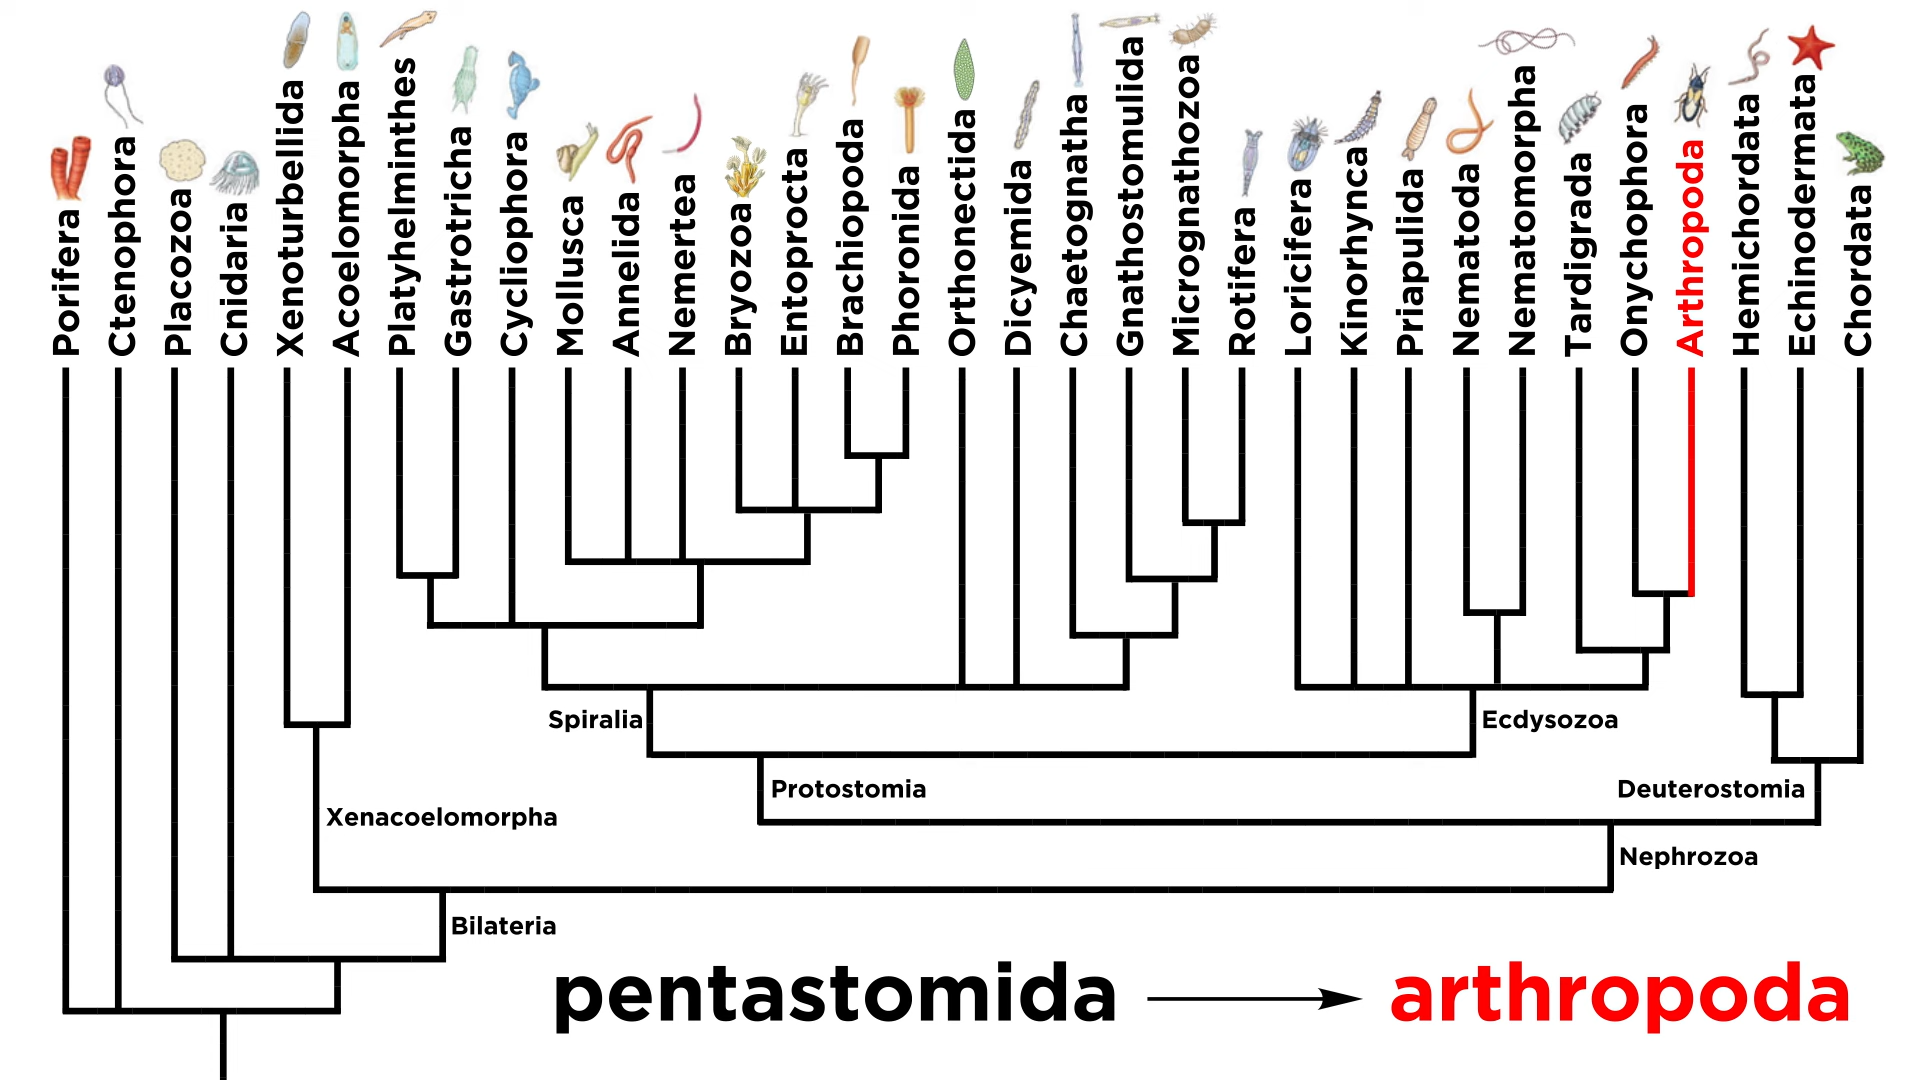 Porifera
Ctenophora
Placozoa
Cnidaria
Xenoturbellida
Acoelomorpha
Platyhelminthes
Gastrotricha
Cycliophora
Mollusca
Annelida
Nemertea
Bryozoa
Entoprocta
Brachiopoda
Phoronida
Orthonectida
Dicyemida
Chaetognatha
Gnathostomulida
Micrognathozoa
Rotifera
Loricifera
Kinorhynca
Priapulida
Nematoda
Nematomorpha
Tardigrada
Onychophora
Arthropoda
Hemichordata
Echinodermata
Chordata
Spiralia
Ecdysozoa
Protostomia
Deuterostomia
Xenacoelomorpha
Nephrozoa
Bilateria
pentastomida
arthropoda